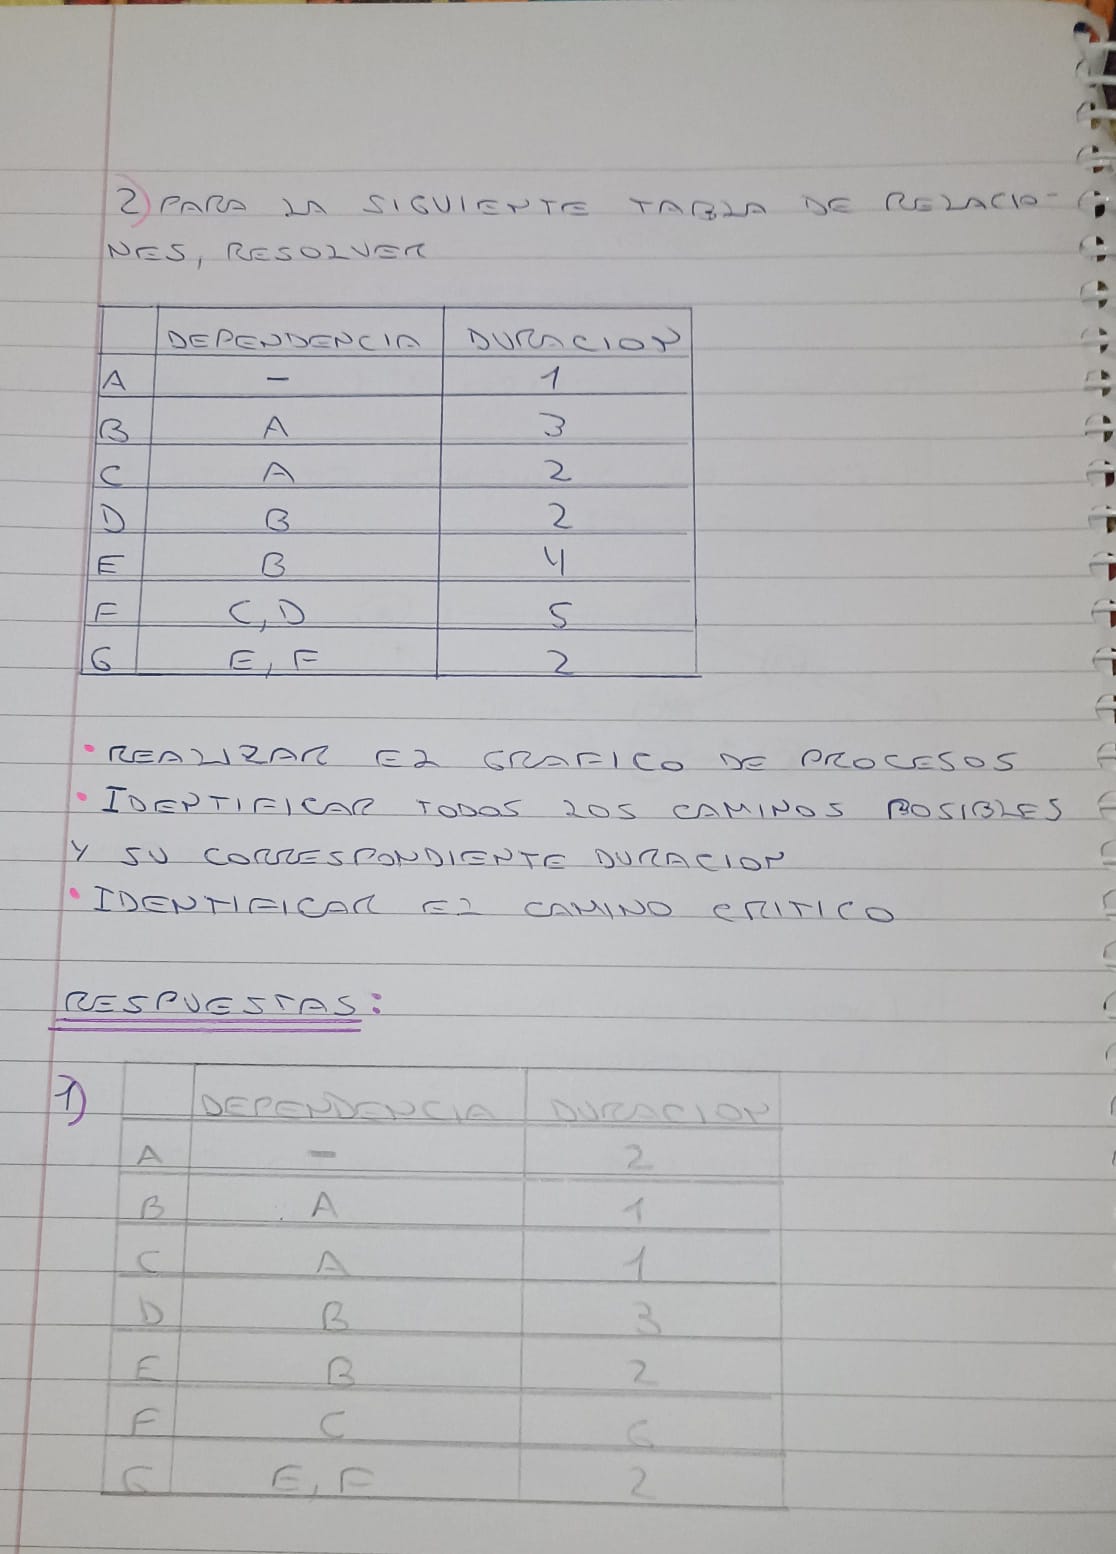 2) PARA LA SIGUIENTE TABLA DE RELACIO-
NES, RESOLVER
DEPENDENCIA DURACION
A - 1
B A 3
C A 2
D B 2
E B 4
F C, D 5
G E, F 2
• REALIZAR EL GRAFICO DE PROCESOS
• IDENTIFICAR TODOS LOS CAMINOS POSIBLES
Y SU CORRESPONDIENTE DURACION
• IDENTIFICAR EL CAMINO CRITICO
RESPUESTAS:
1)
DEPENDENCIA DURACION
A - 2
B A 1
C A 1
D B 3
E B 2
F C 6
G E, F 2